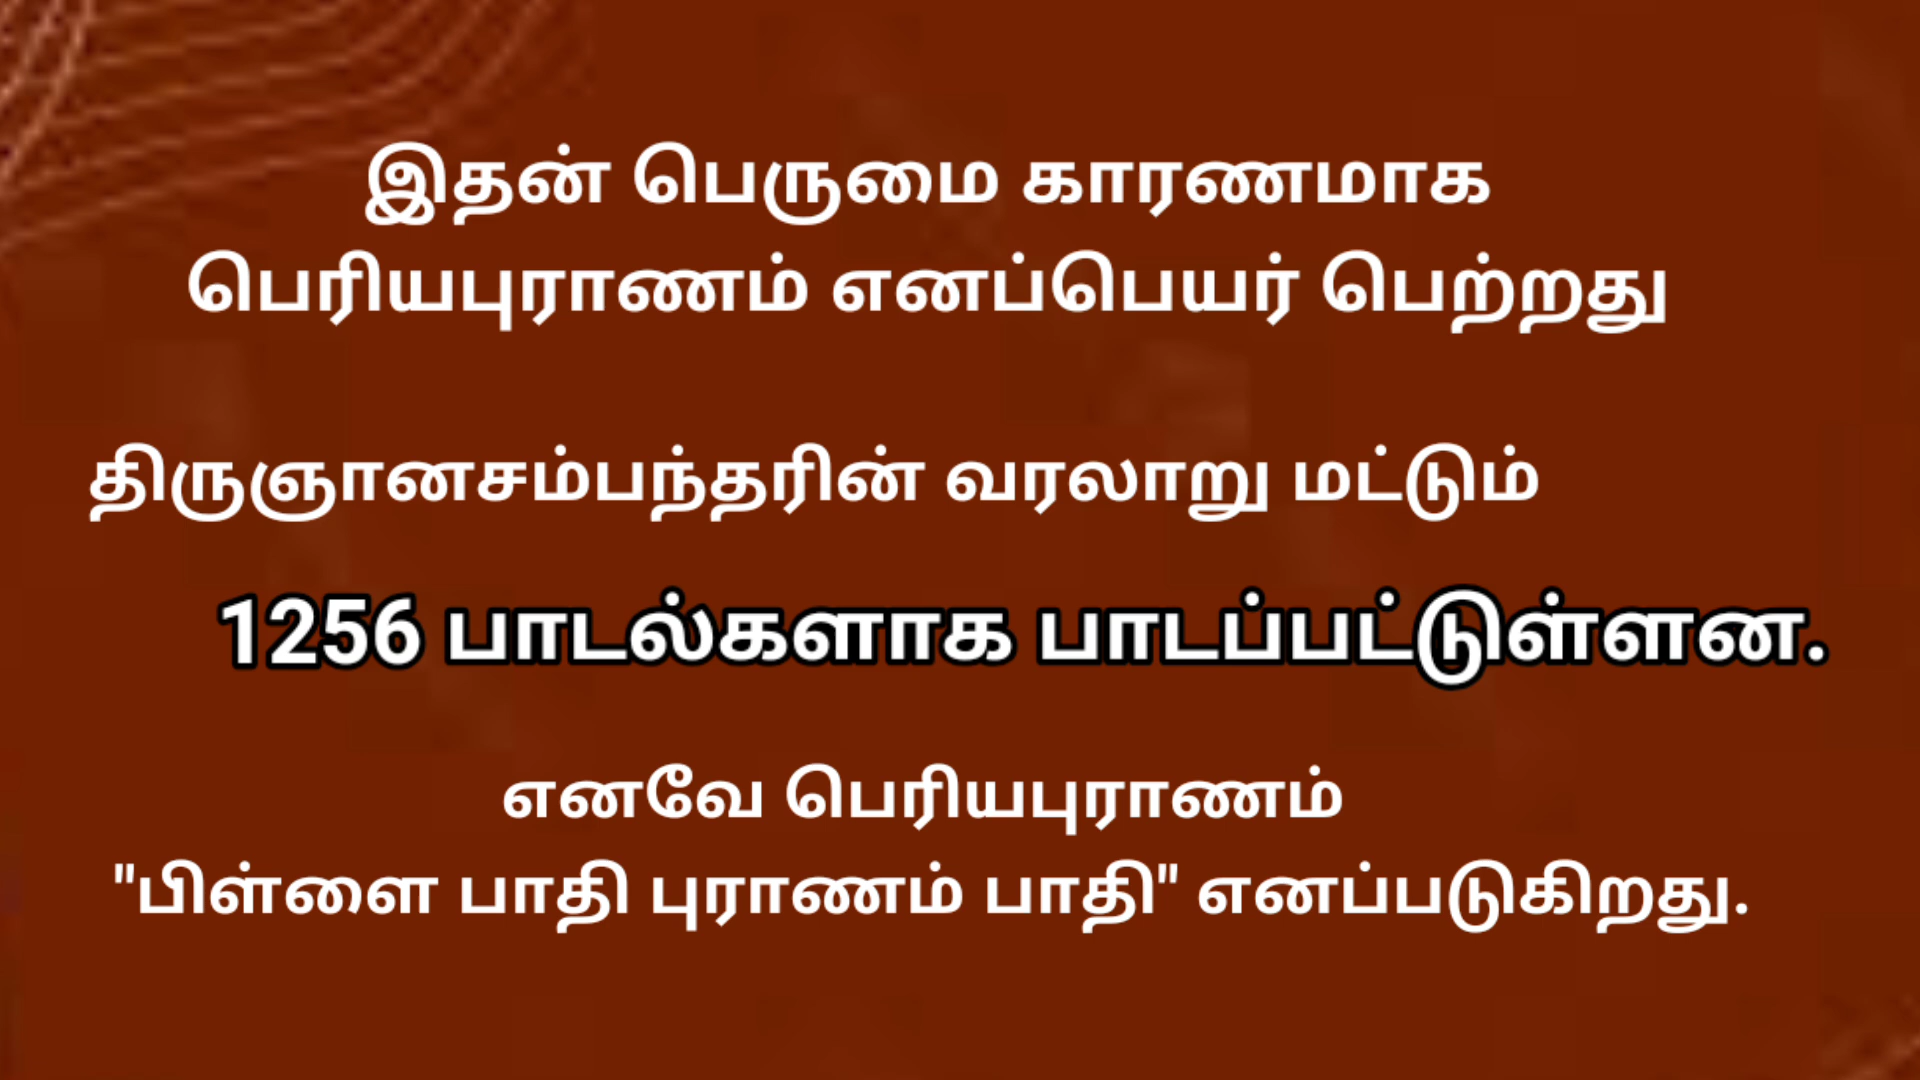 இதன் பெருமை காரணமாக
பெரியபுராணம் எனப்பெயர் பெற்றது
திருஞானசம்பந்தரின் வரலாறு மட்டும்
1256 பாடல்களாக பாடப்பட்டுள்ளன.
எனவே பெரியபுராணம்
"பிள்ளை பாதி புராணம் பாதி" எனப்படுகிறது.